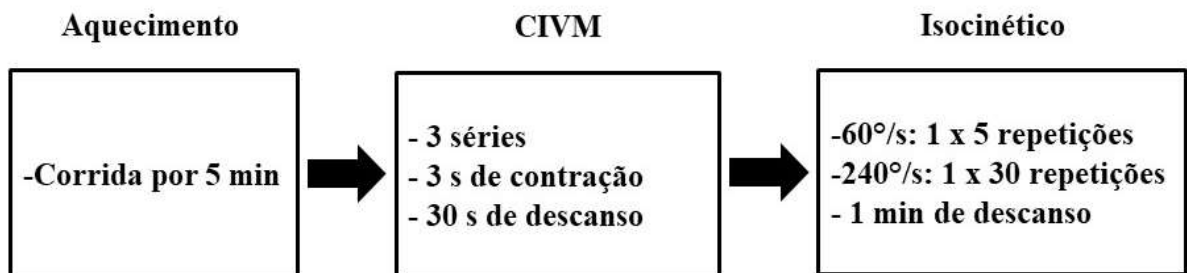 Aquecimento
-Corrida por 5 min
CIVM
- 3 séries
- 3 s de contração
- 30 s de descanso
Isocinético
-60°/s: 1 x 5 repetições
-240°/s: 1 x 30 repetições
- 1 min de descanso